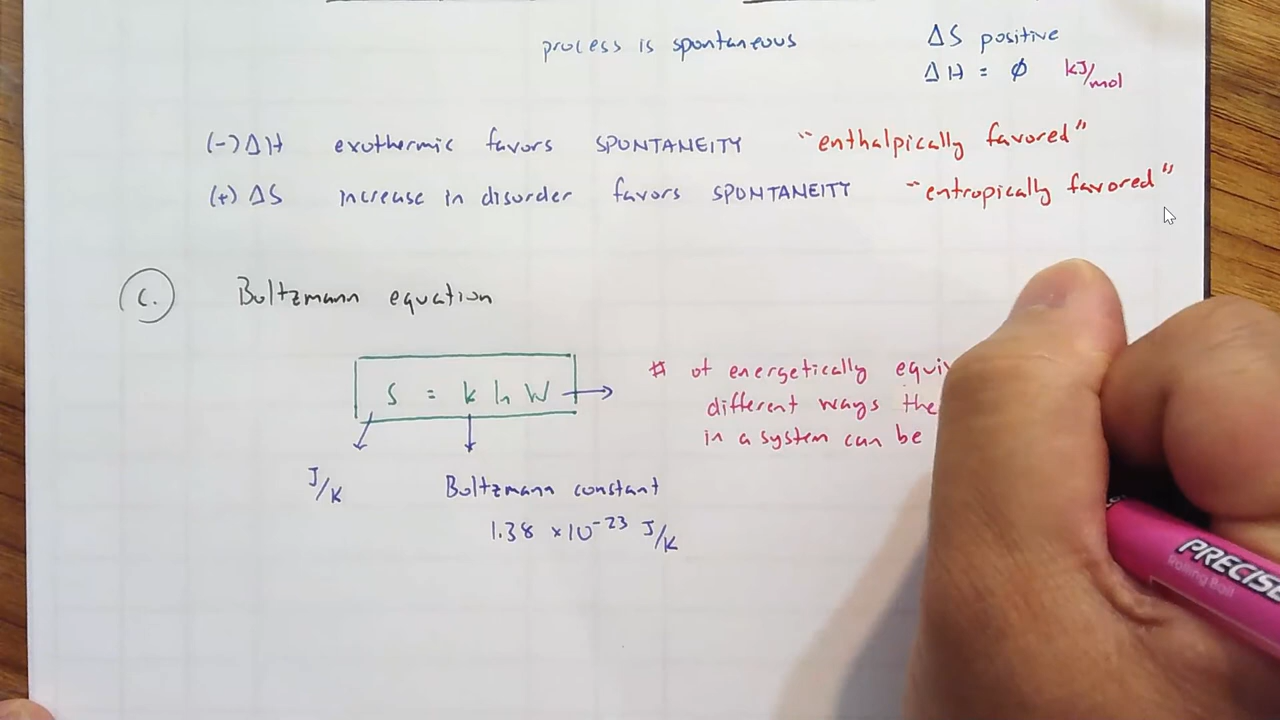 process is spontaneous
ΔS positive
ΔH = ϕ kJ/mol
(-) ΔH exothermic favors SPONTANEITY "enthalpically favored"
(+) ΔS increase in disorder favors SPONTANEITY "entropically favored"
C. Boltzmann equation
S = k ln W
# of energetically
different ways the
in a system can be
J/K
Boltzmann constant
1.38 ×10⁻²³ J/K
PRECISE
Rolling Ball